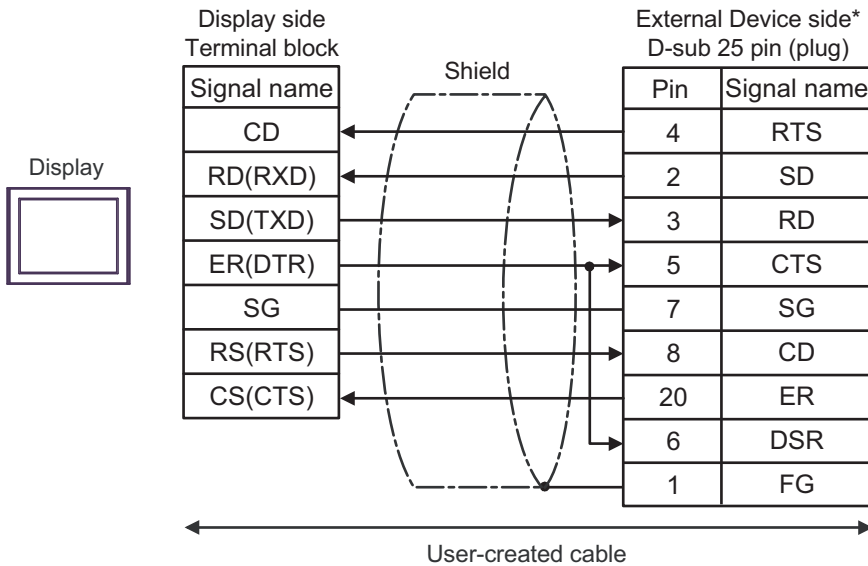 Display side
Terminal block
External Device side*
D-sub 25 pin (plug)
Shield
Display
Signal name
Pin Signal name
CD 4 RTS
RD(RXD) 2 SD
SD(TXD) 3 RD
ER(DTR) 5 CTS
SG 7 SG
RS(RTS) 8 CD
CS(CTS) 20 ER
6 DSR
1 FG
User-created cable